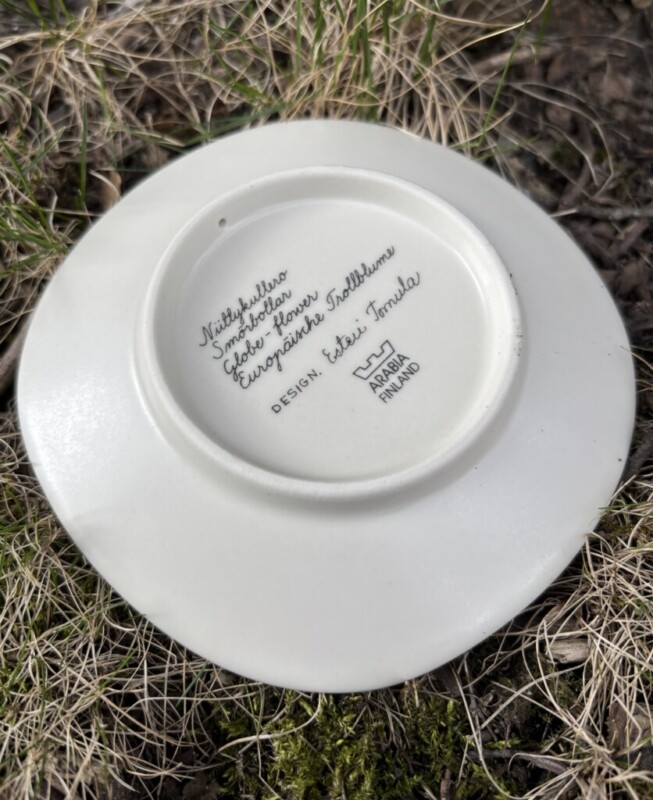 Niittykullero
Smörbollar
Globe-flower
Europäische Trollblume
DESIGN. Esteri Tomula
ARABIA
FINLAND